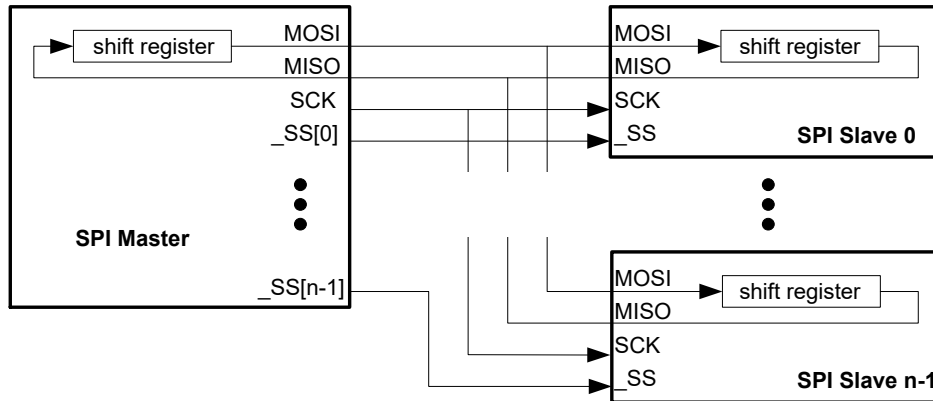 shift register
MOSI
MISO
SCK
_SS[0]
SPI Master
_SS[n-1]
MOSI
shift register
MISO
SCK
_SS
SPI Slave 0
MOSI
shift register
MISO
SCK
_SS
SPI Slave n-1